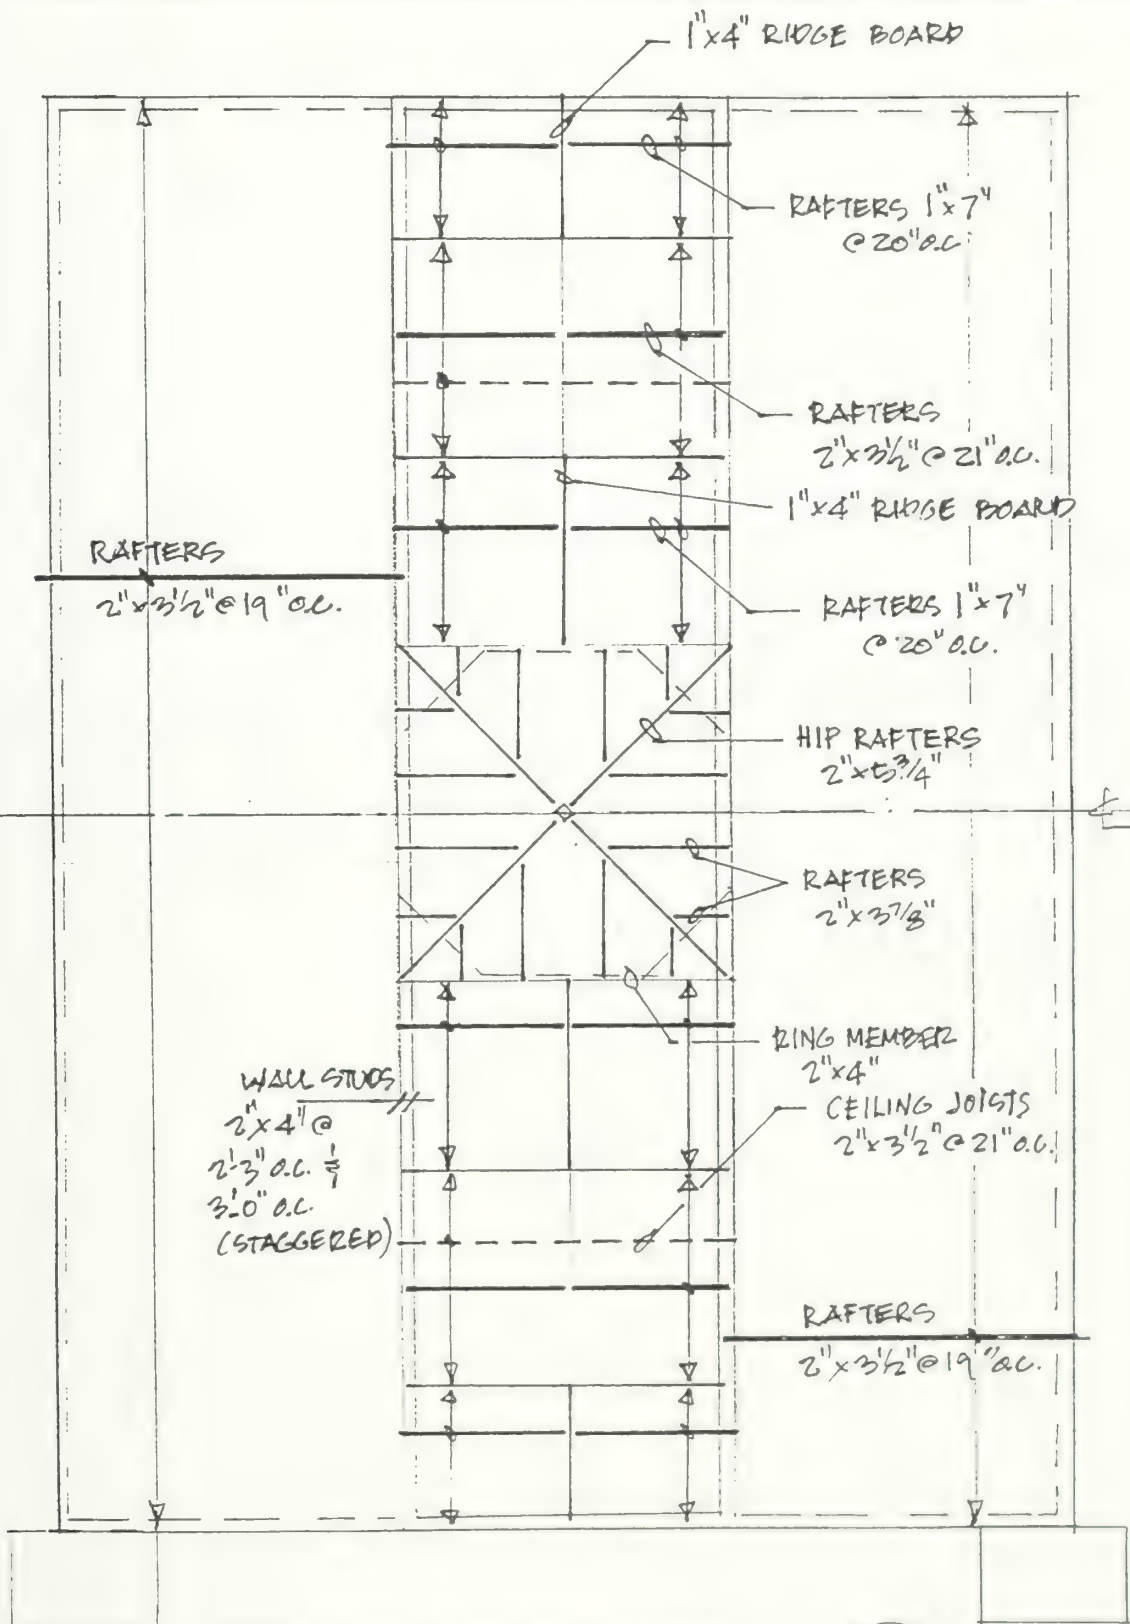 1"x4" RIDGE BOARD
RAFTERS 1"x7"
@ 20" O.C.
RAFTERS
2"x3½" @ 21" O.C.
1"x4" RIDGE BOARD
RAFTERS
2"x3½" @ 19" O.C.
RAFTERS 1"x7"
@ 20" O.C.
HIP RAFTERS
2"x5¾"
RAFTERS
2"x3⅞"
RING MEMBER
2"x4"
WALL STUDS
2"x4" @
2'-3" O.C. &
3'-0" O.C.
(STAGGERED)
CEILING JOISTS
2"x3½" @ 21" O.C.
RAFTERS
2"x3½" @ 19" O.C.